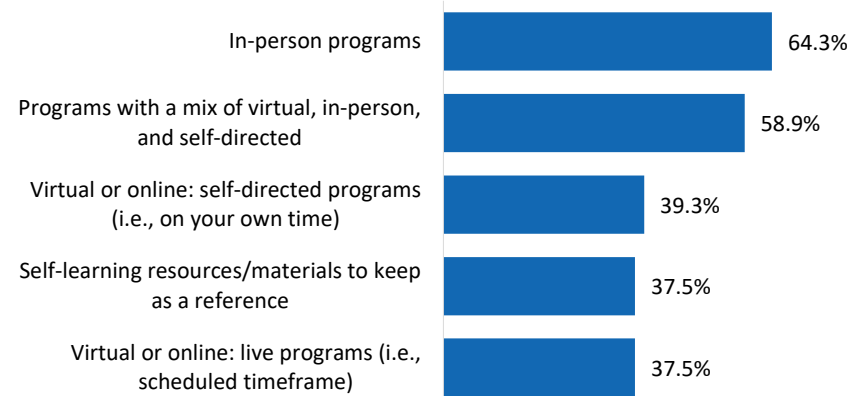 In-person programs
64.3%
Programs with a mix of virtual, in-person,
and self-directed
58.9%
Virtual or online: self-directed programs
(i.e., on your own time)
39.3%
Self-learning resources/materials to keep
as a reference
37.5%
Virtual or online: live programs (i.e.,
scheduled timeframe)
37.5%